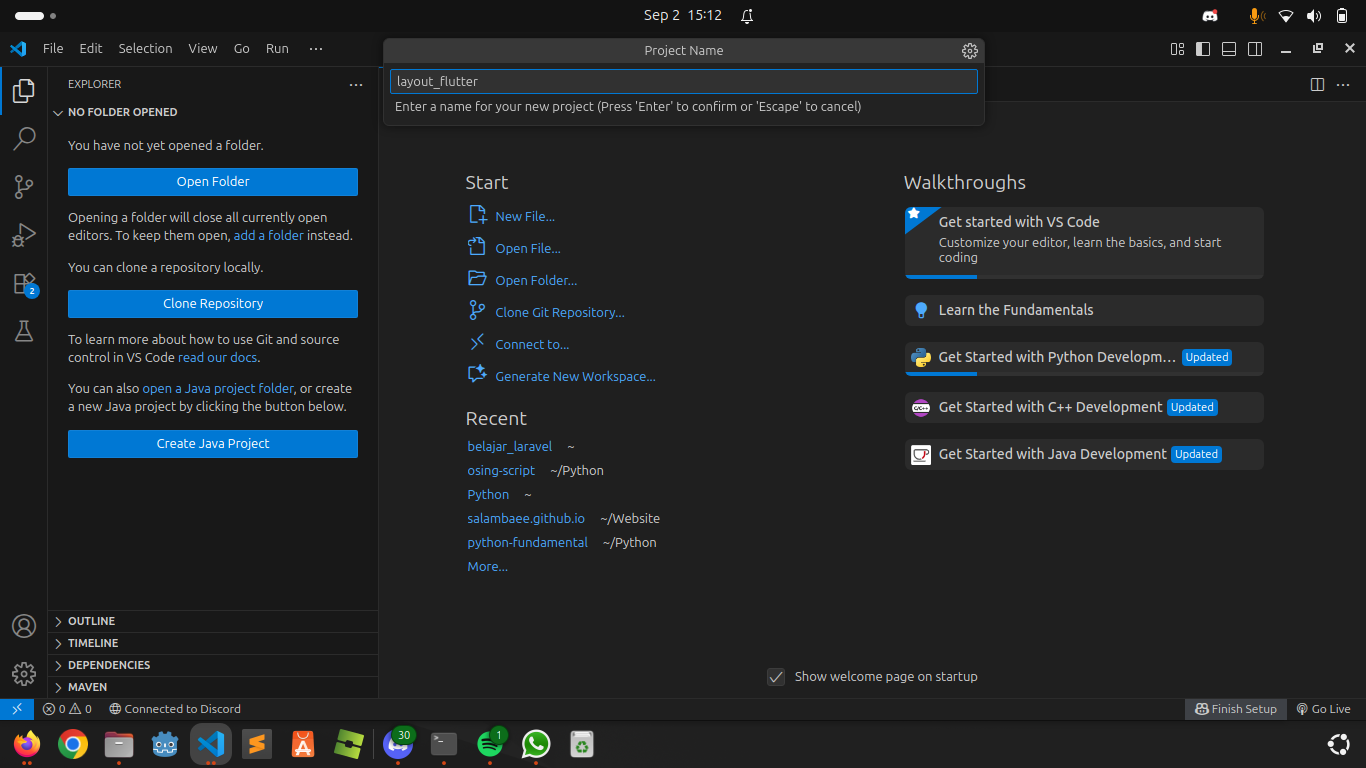 Sep 2 15:12
File Edit Selection View Go Run ···
Project Name
layout_flutter
Enter a name for your new project (Press 'Enter' to confirm or 'Escape' to cancel)
EXPLORER
NO FOLDER OPENED
You have not yet opened a folder.
Open Folder
Opening a folder will close all currently open
editors. To keep them open, add a folder instead.
You can clone a repository locally.
Clone Repository
To learn more about how to use Git and source
control in VS Code read our docs.
You can also open a Java project folder, or create
a new Java project by clicking the button below.
Create Java Project
2
OUTLINE
TIMELINE
DEPENDENCIES
MAVEN
Start
New File...
Open File...
Open Folder...
Clone Git Repository...
Connect to...
Generate New Workspace...
Recent
belajar_laravel ~
osing-script ~/Python
Python ~
salambaee.github.io ~/Website
python-fundamental ~/Python
More...
Walkthroughs
Get started with VS Code
Customize your editor, learn the basics, and start
coding
Learn the Fundamentals
Get Started with Python Developm... Updated
C/C++
Get Started with C++ Development Updated
Get Started with Java Development Updated
Show welcome page on startup
0 0 Connected to Discord
Finish Setup Go Live
30
1